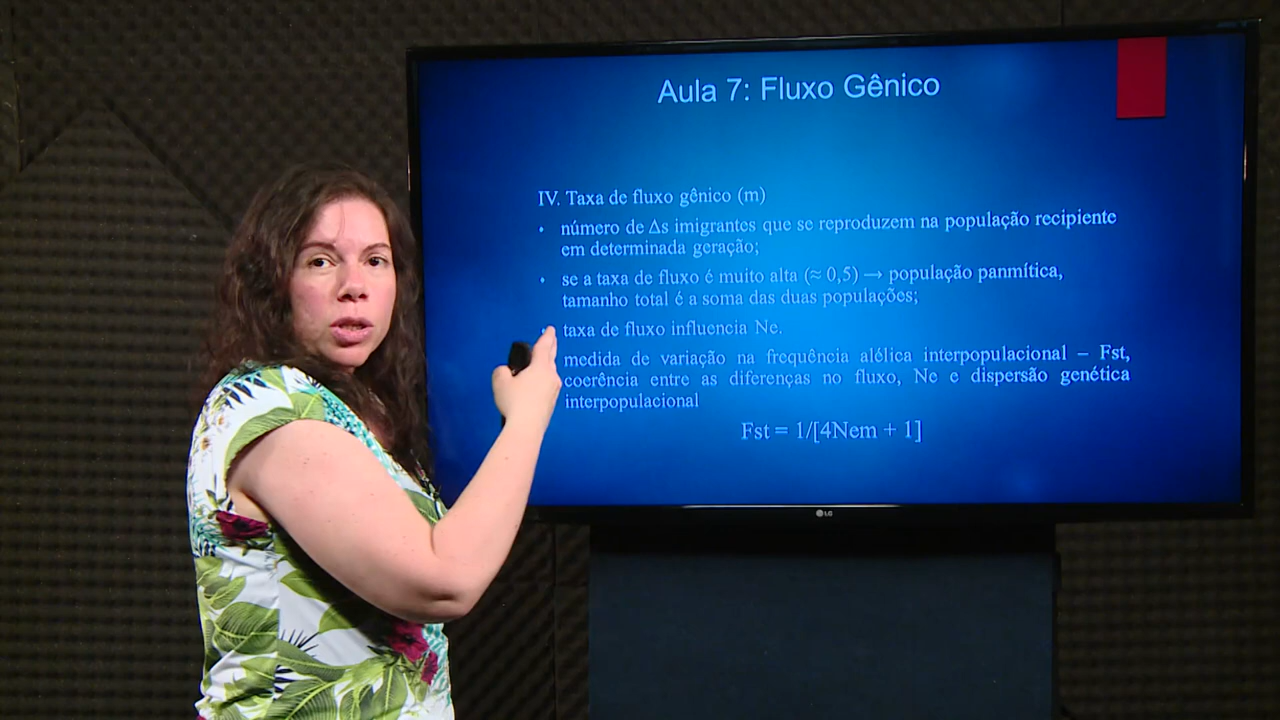 Aula 7: Fluxo Gênico
IV. Taxa de fluxo gênico (m)
• número de Δs imigrantes que se reproduzem na população recipiente
em determinada geração;
• se a taxa de fluxo é muito alta (≈ 0,5) → população panmítica,
tamanho total é a soma das duas populações;
taxa de fluxo influencia Ne.
medida de variação na frequência alélica interpopulacional – Fst,
coerência entre as diferenças no fluxo, Ne e dispersão genética
interpopulacional
Fst = 1/[4Nem + 1]
LG